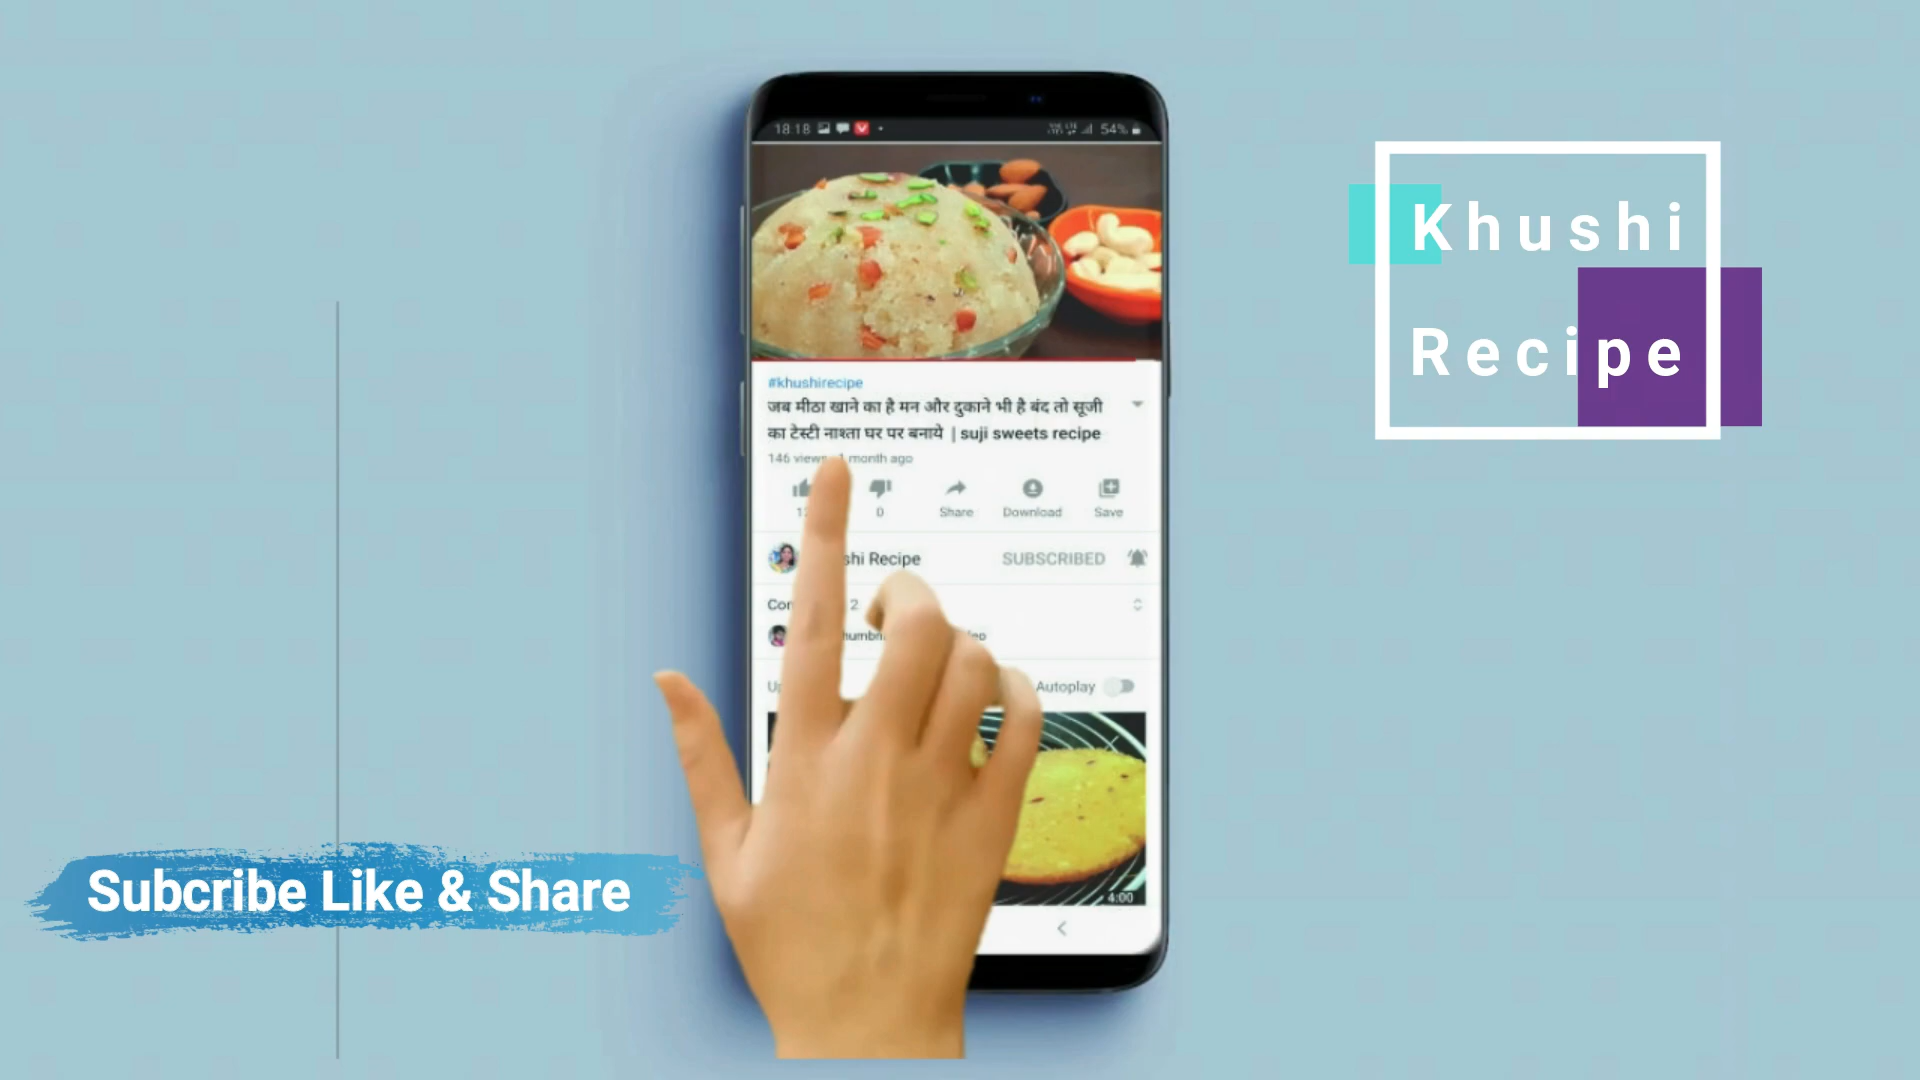 18.18
54%
Khushi
Recipe
#khushirecipe
जब मीठा खाने का है मन और दुकाने भी है बंद तो सूजी
का टेस्टी नाश्ता घर पर बनाये | suji sweets recipe
146 views
month ago
0
Share
Download
Save
Recipe
SUBSCRIBED
2
Autoplay
4:00
Subcribe Like & Share